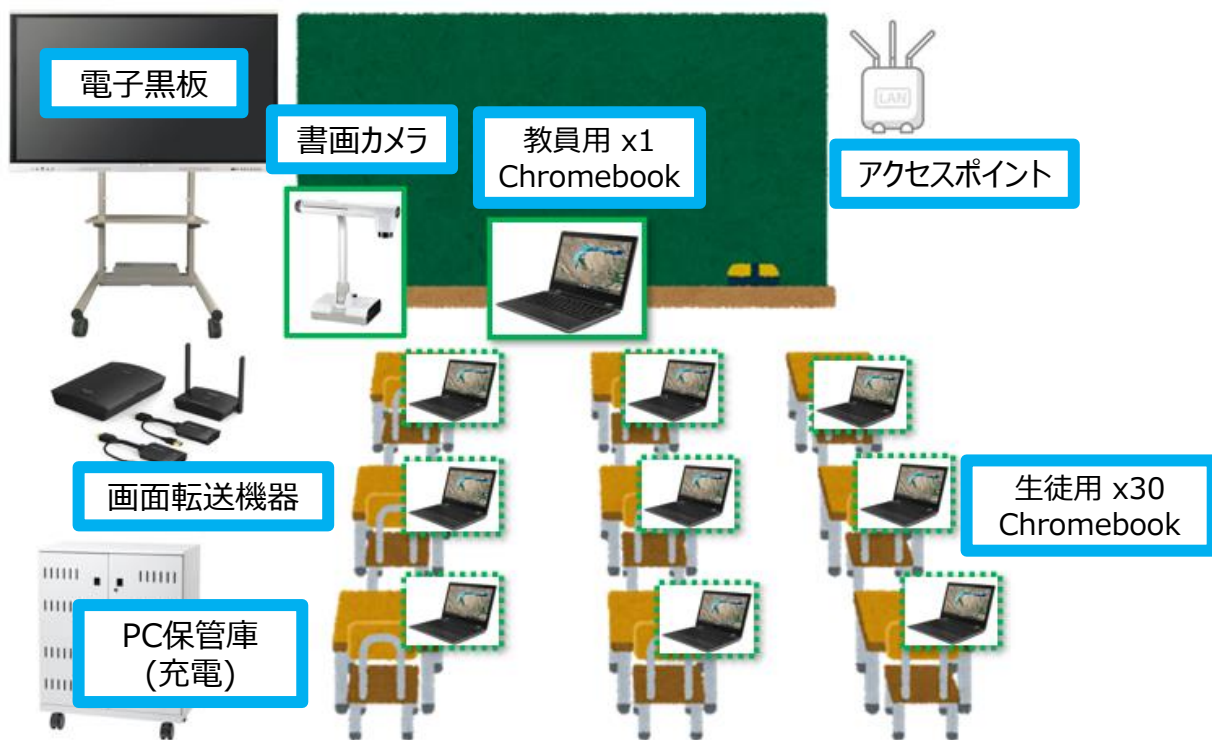 電子黒板
書画カメラ
教員用 x1
Chromebook
LAN
アクセスポイント
画面転送機器
生徒用 x30
Chromebook
PC保管庫
(充電)